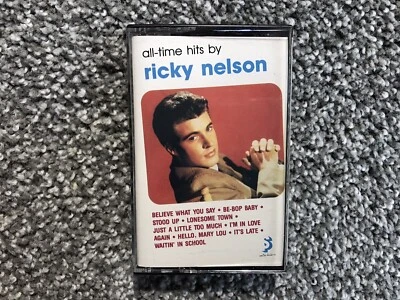 all-time hits by
ricky nelson
BELIEVE WHAT YOU SAY • BE-BOP BABY •
STOOD UP • LONESOME TOWN •
JUST A LITTLE TOO MUCH • I'M IN LOVE
AGAIN • HELLO, MARY LOU • IT'S LATE •
WAITIN' IN SCHOOL